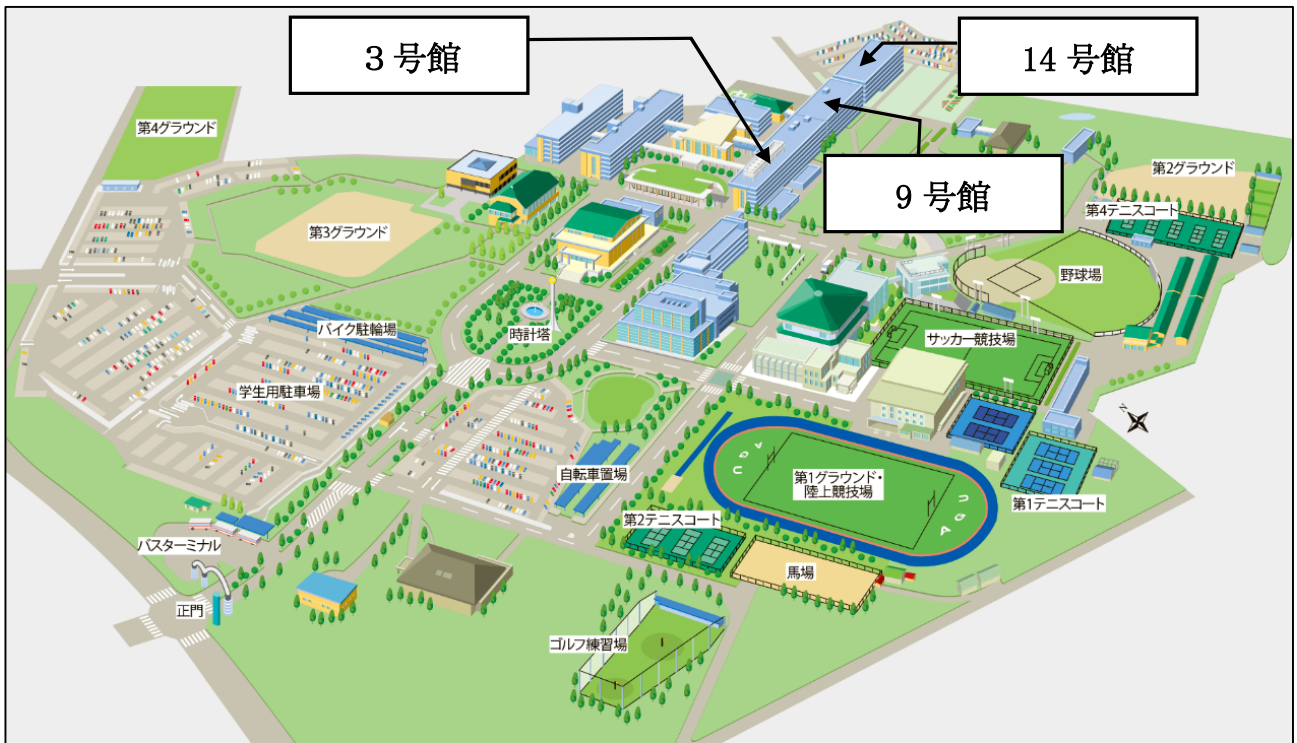 3 号館
14 号館
9 号館
第4グラウンド
第2グラウンド
第4テニスコート
第3グラウンド
野球場
バイク駐輪場
時計塔
サッカー競技場
学生用駐車場
自転車置場
第1グラウンド・
陸上競技場
第1テニスコート
第2テニスコート
バスターミナル
馬場
正門
ゴルフ練習場